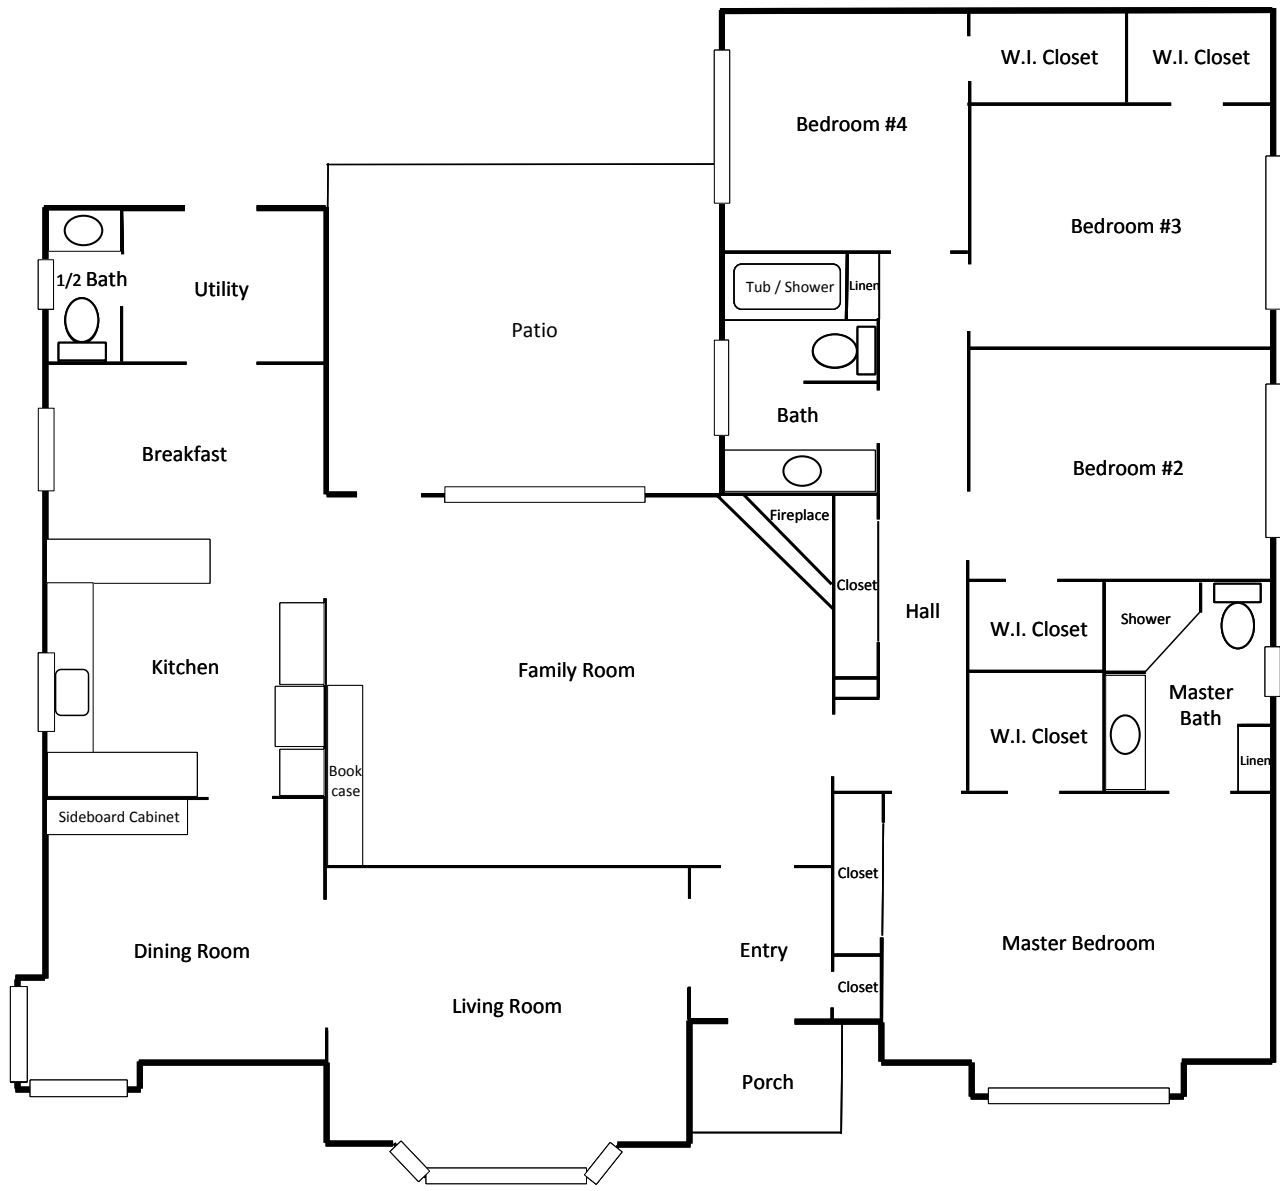 W.I. Closet
W.I. Closet
Bedroom #4
Bedroom #3
1/2 Bath
Utility
Tub / Shower
Linen
Patio
Bath
Breakfast
Bedroom #2
Fireplace
Closet
Hall
Shower
W.I. Closet
Kitchen
Family Room
Master
Bath
W.I. Closet
Linen
Book
case
Sideboard Cabinet
Closet
Dining Room
Entry
Master Bedroom
Closet
Living Room
Porch